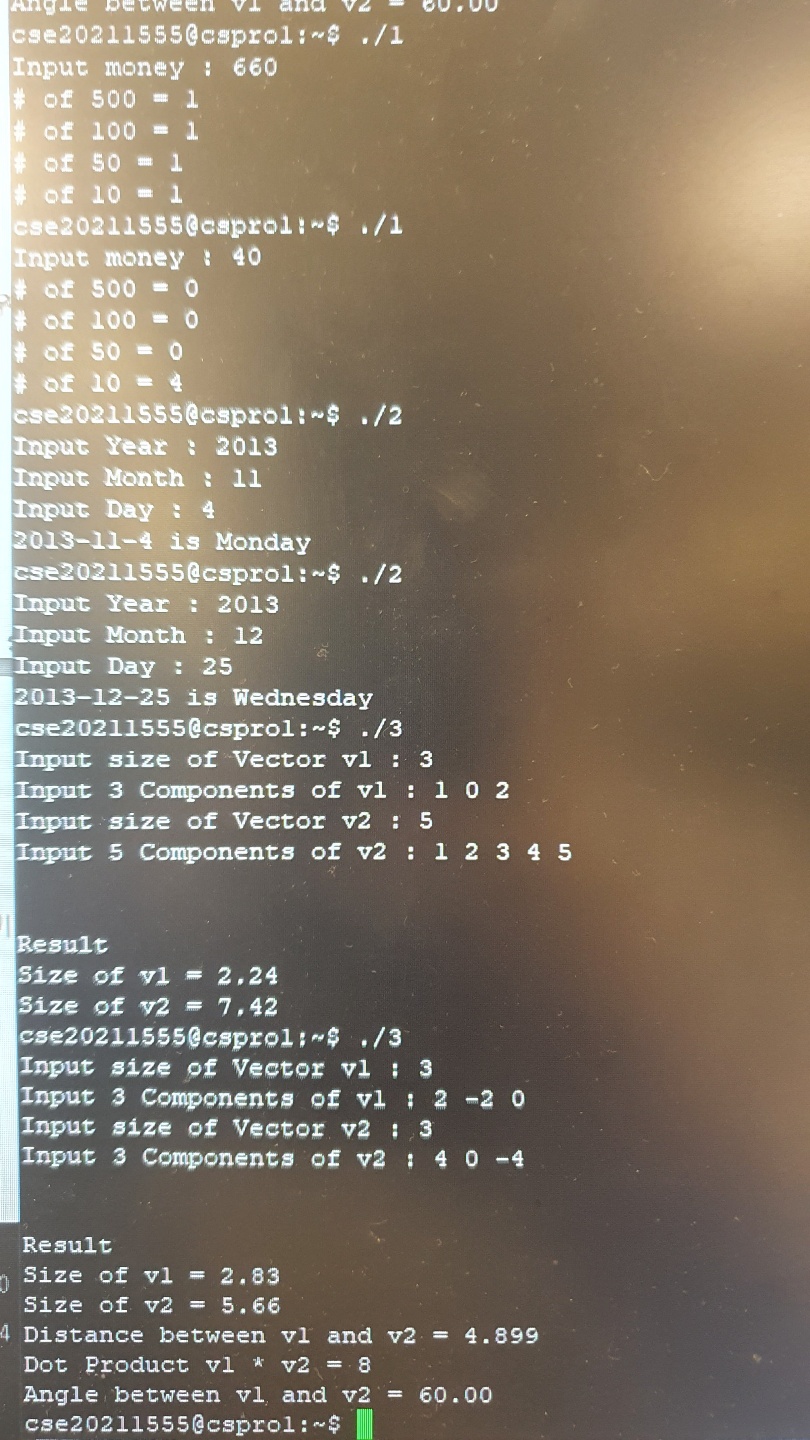 Angle between v1 and v2 = 60.00
cse20211555@cspro1:~$ ./1
Input money : 660
# of 500 = 1
# of 100 = 1
# of 50 = 1
# of 10 = 1
cse20211555@cspro1:~$ ./1
Input money : 40
# of 500 = 0
# of 100 = 0
# of 50 = 0
# of 10 = 4
cse20211555@cspro1:~$ ./2
Input Year : 2013
Input Month : 11
Input Day : 4
2013-11-4 is Monday
cse20211555@cspro1:~$ ./2
Input Year : 2013
Input Month : 12
Input Day : 25
2013-12-25 is Wednesday
cse20211555@cspro1:~$ ./3
Input size of Vector v1 : 3
Input 3 Components of v1 : 1 0 2
Input size of Vector v2 : 5
Input 5 Components of v2 : 1 2 3 4 5
Result
Size of v1 = 2.24
Size of v2 = 7.42
cse20211555@cspro1:~$ ./3
Input size of Vector v1 : 3
Input 3 Components of v1 : 2 -2 0
Input size of Vector v2 : 3
Input 3 Components of v2 : 4 0 -4
Result
Size of v1 = 2.83
Size of v2 = 5.66
Distance between v1 and v2 = 4.899
Dot Product v1 * v2 = 8
Angle between v1 and v2 = 60.00
cse20211555@cspro1:~$